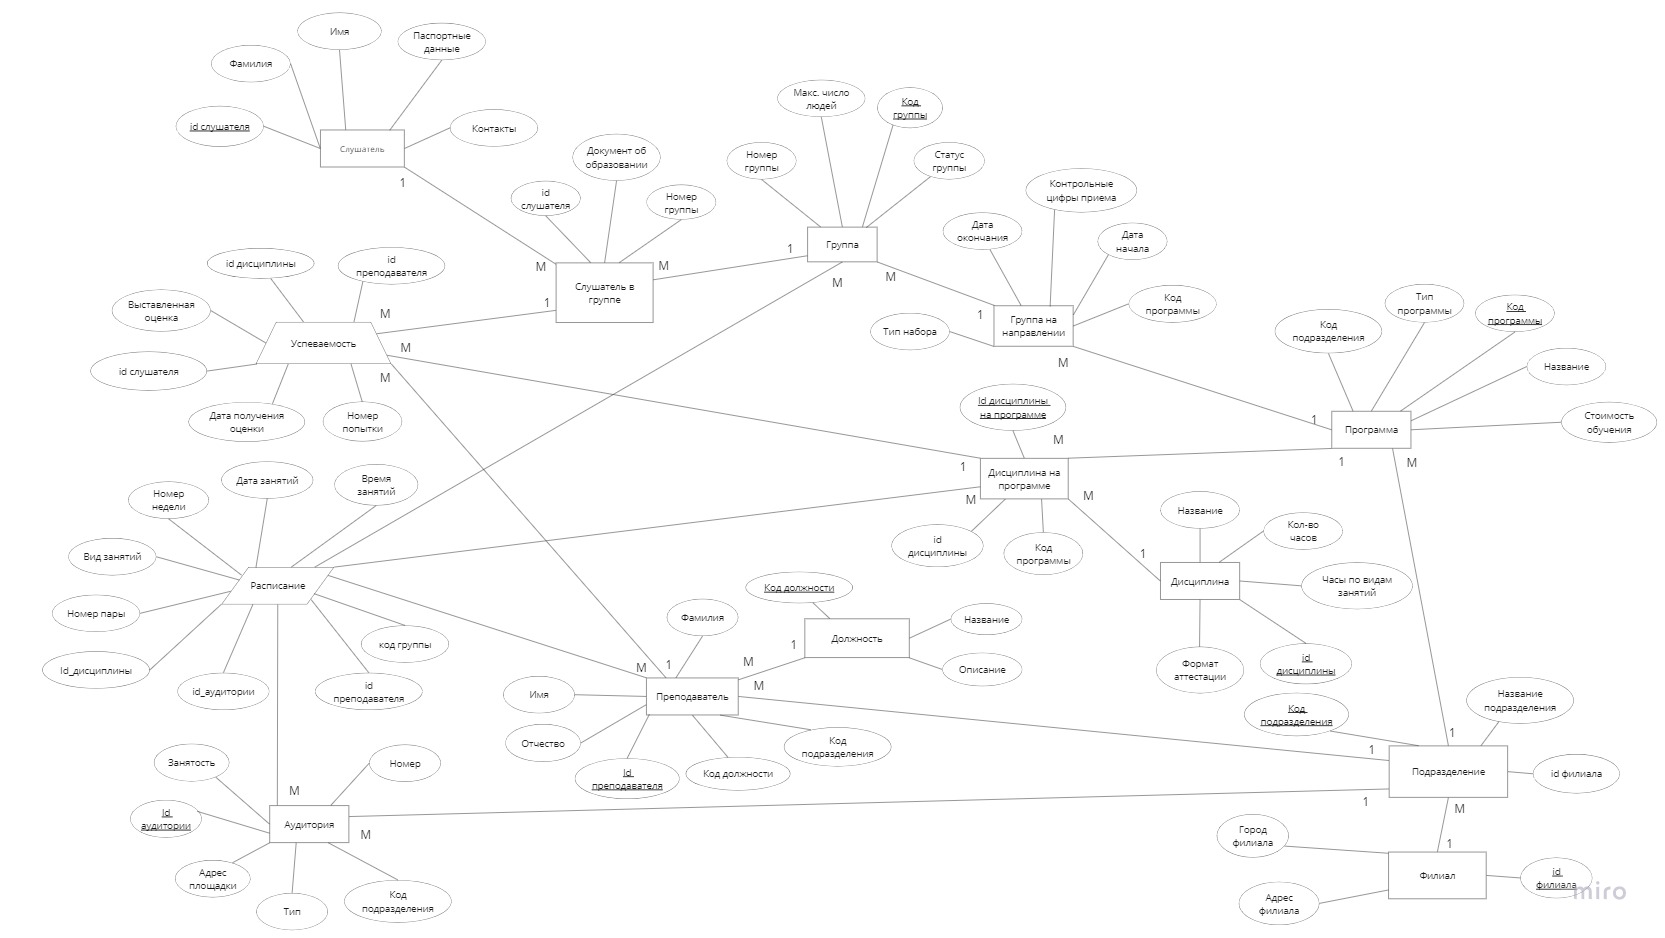 Имя
Паспортные
данные
Фамилия
id слушателя
Слушатель
Контакты
1
Документ об
образовании
id
слушателя
Номер
группы
Макс. число
людей
Код
группы
Номер
группы
Статус
группы
Контрольные
цифры приема
Дата
окончания
Дата
начала
Группа
1
M
M
M
M
Слушатель в
группе
1
id дисциплины
id
преподавателя
Выставленная
оценка
M
Успеваемость
M
M
id слушателя
Дата получения
оценки
Номер
попытки
Тип набора
1
Группа на
направлении
Код
программы
M
Код
подразделения
Тип
программы
Код
программы
Название
Стоимость
обучения
1
Программа
1
M
Id дисциплины
на программе
M
1
Дисциплина на
программе
M
M
id
дисциплины
Код
программы
Название
Кол-во
часов
1
Дисциплина
Часы по видам
занятий
Формат
аттестации
id
дисциплины
Дата занятий
Время
занятий
Номер
недели
Вид занятий
Расписание
Номер пары
Id_дисциплины
id_аудитории
код группы
id
преподавателя
Код должности
Фамилия
1
Должность
Название
Описание
M
M
1
M
Имя
Преподаватель
Отчество
Id
преподавателя
Код должности
Код
подразделения
Код
подразделения
Название
подразделения
1
1
Подразделение
id филиала
1
M
Занятость
Номер
M
Id
аудитории
Аудитория
M
Адрес
площадки
Тип
Код
подразделения
Город
филиала
1
Филиал
id
филиала
Адрес
филиала
miro